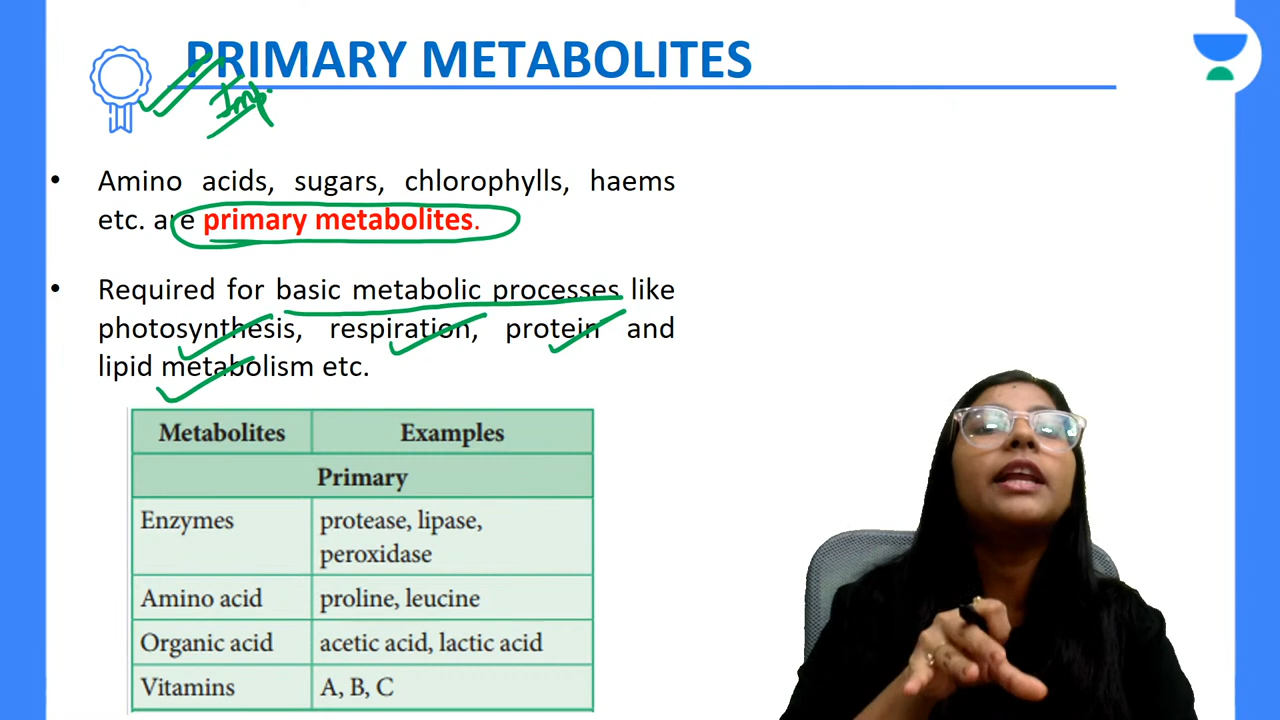 PRIMARY METABOLITES
Imp.
• Amino acids, sugars, chlorophylls, haems
etc. are primary metabolites.
• Required for basic metabolic processes like
photosynthesis, respiration, protein and
lipid metabolism etc.
Metabolites Examples
Primary
Enzymes protease, lipase,
peroxidase
Amino acid proline, leucine
Organic acid acetic acid, lactic acid
Vitamins A, B, C